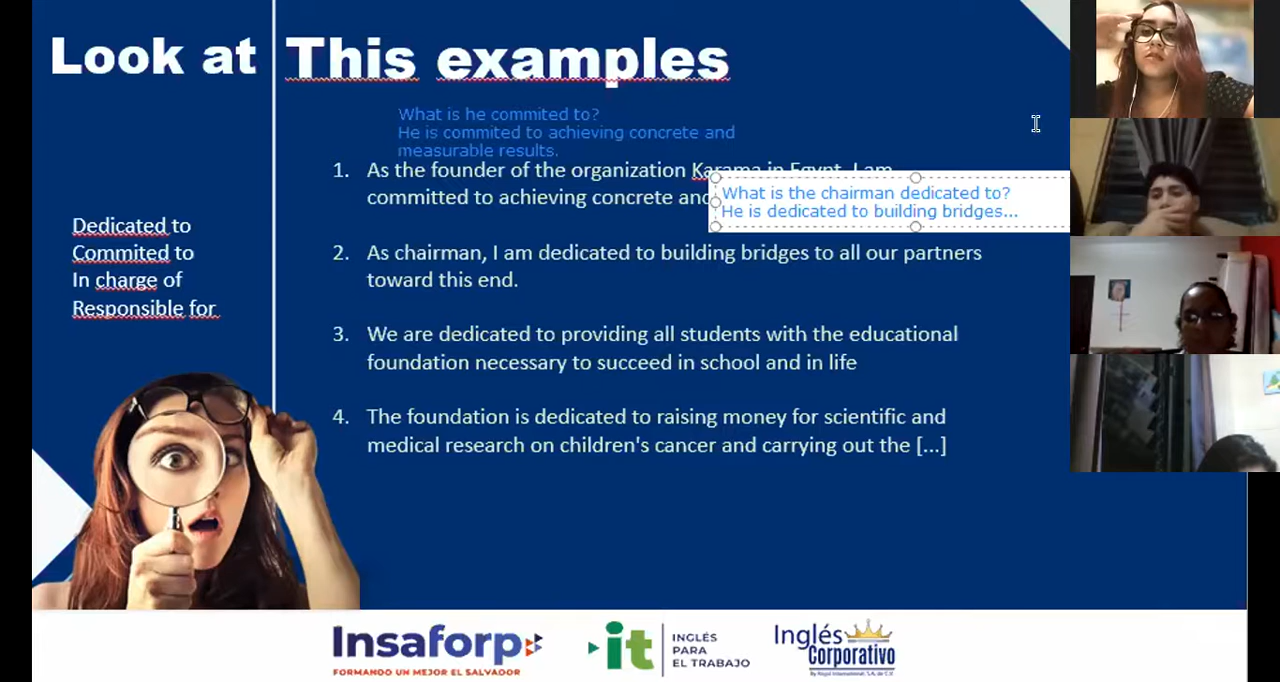 Look at This examples
What is he commited to?
He is commited to achieving concrete and
measurable results.
1. As the founder of the organization Karama in Egypt, I am
committed to achieving concrete and
What is the chairman dedicated to?
He is dedicated to building bridges...
Dedicated to
Commited to
In charge of
Responsible for
2. As chairman, I am dedicated to building bridges to all our partners
toward this end.
3. We are dedicated to providing all students with the educational
foundation necessary to succeed in school and in life
4. The foundation is dedicated to raising money for scientific and
medical research on children's cancer and carrying out the [...]
Insaforp
FORMANDO UN MEJOR EL SALVADOR
it
INGLÉS
PARA
EL TRABAJO
Inglés
Corporativo